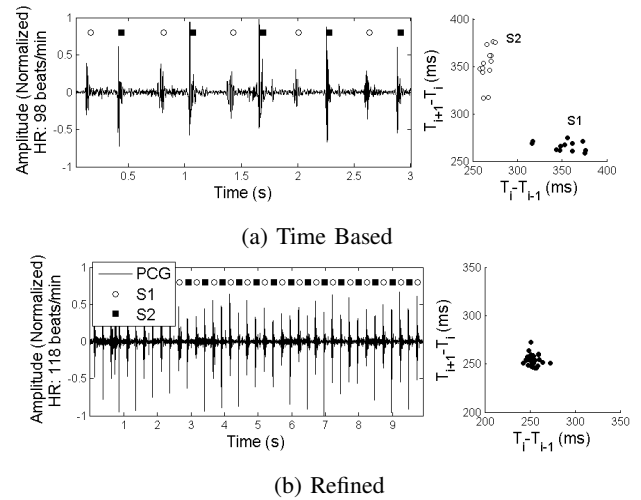 Amplitude (Normalized)
HR: 98 beats/min
1
0.5
0
-0.5
-1
0.5
1
1.5
2
2.5
3
Time (s)
T_{i+1}-T_i (ms)
400
350
300
250
S2
S1
300
350
400
T_i-T_{i-1} (ms)
(a) Time Based
Amplitude (Normalized)
HR: 118 beats/min
1
0.5
0
-0.5
-1
PCG
S1
S2
1
2
3
4
5
6
7
8
9
Time (s)
T_{i+1}-T_i (ms)
350
300
250
200
200
250
300
350
T_i-T_{i-1} (ms)
(b) Refined